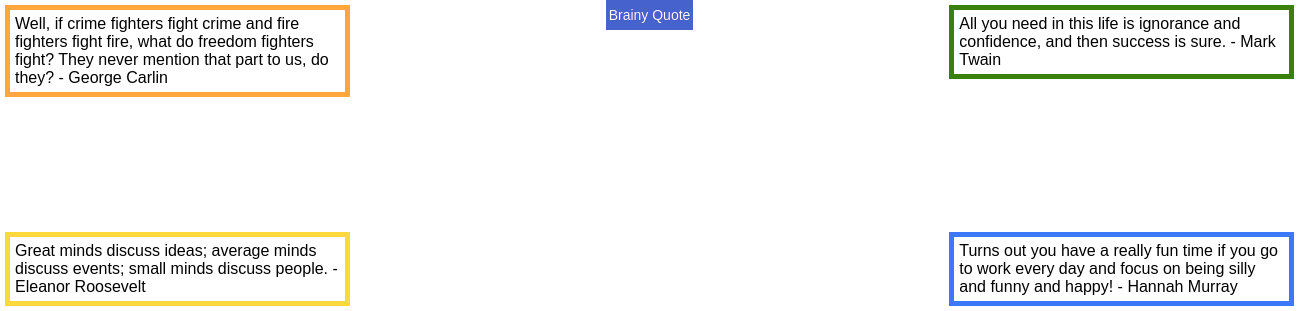 Well, if crime fighters fight crime and fire
fighters fight fire, what do freedom fighters
fight? They never mention that part to us, do
they? - George Carlin
Brainy Quote
All you need in this life is ignorance and
confidence, and then success is sure. - Mark
Twain
Great minds discuss ideas; average minds
discuss events; small minds discuss people. -
Eleanor Roosevelt
Turns out you have a really fun time if you go
to work every day and focus on being silly
and funny and happy! - Hannah Murray